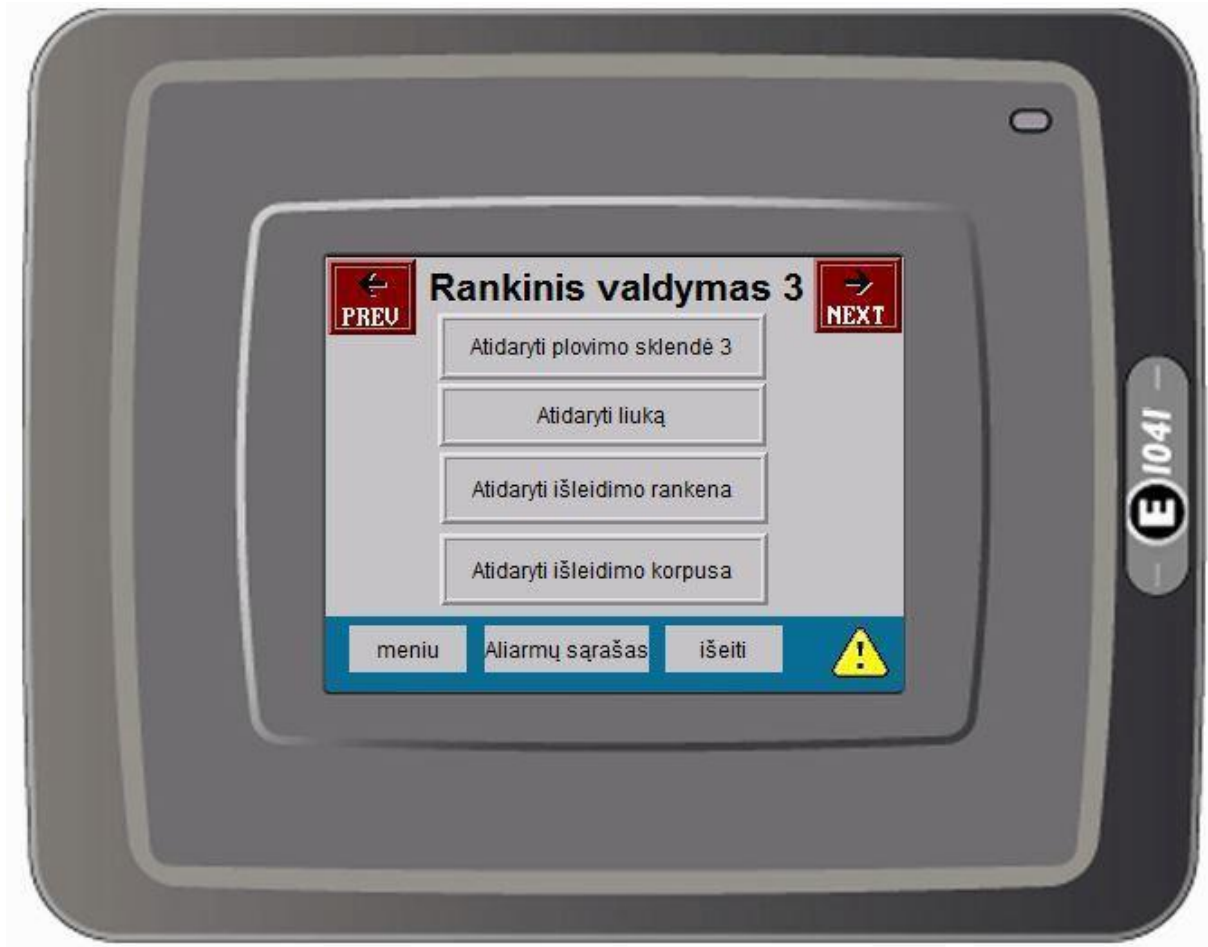 PREV
Rankinis valdymas 3
NEXT
Atidaryti plovimo sklendė 3
Atidaryti liuką
Atidaryti išleidimo rankena
Atidaryti išleidimo korpusa
meniu
Aliarmų sąrašas
išeiti
E 1041